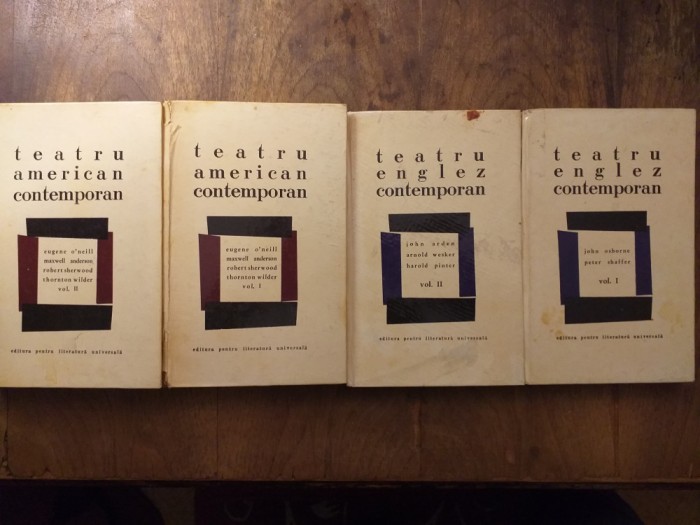 teatru
american
contemporan
eugene o'neill
maxwell anderson
robert sherwood
thornton wilder
vol. II
editura pentru literatură universală
teatru
american
contemporan
eugene o'neill
maxwell anderson
robert sherwood
thornton wilder
vol. I
editura pentru literatură universală
teatru
englez
contemporan
john arden
arnold wesker
harold pinter
vol. II
editura pentru literatură universală
teatru
englez
contemporan
john osborne
peter shaffer
vol. I
editura pentru literatură universală